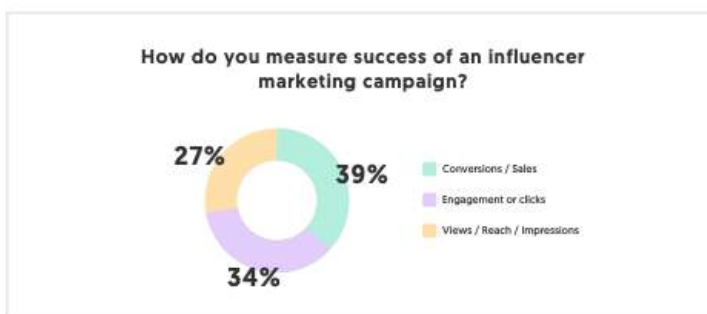 How do you measure success of an influencer
marketing campaign?
27%
39%
34%
Conversions / Sales
Engagement or clicks
Views / Reach / Impressions